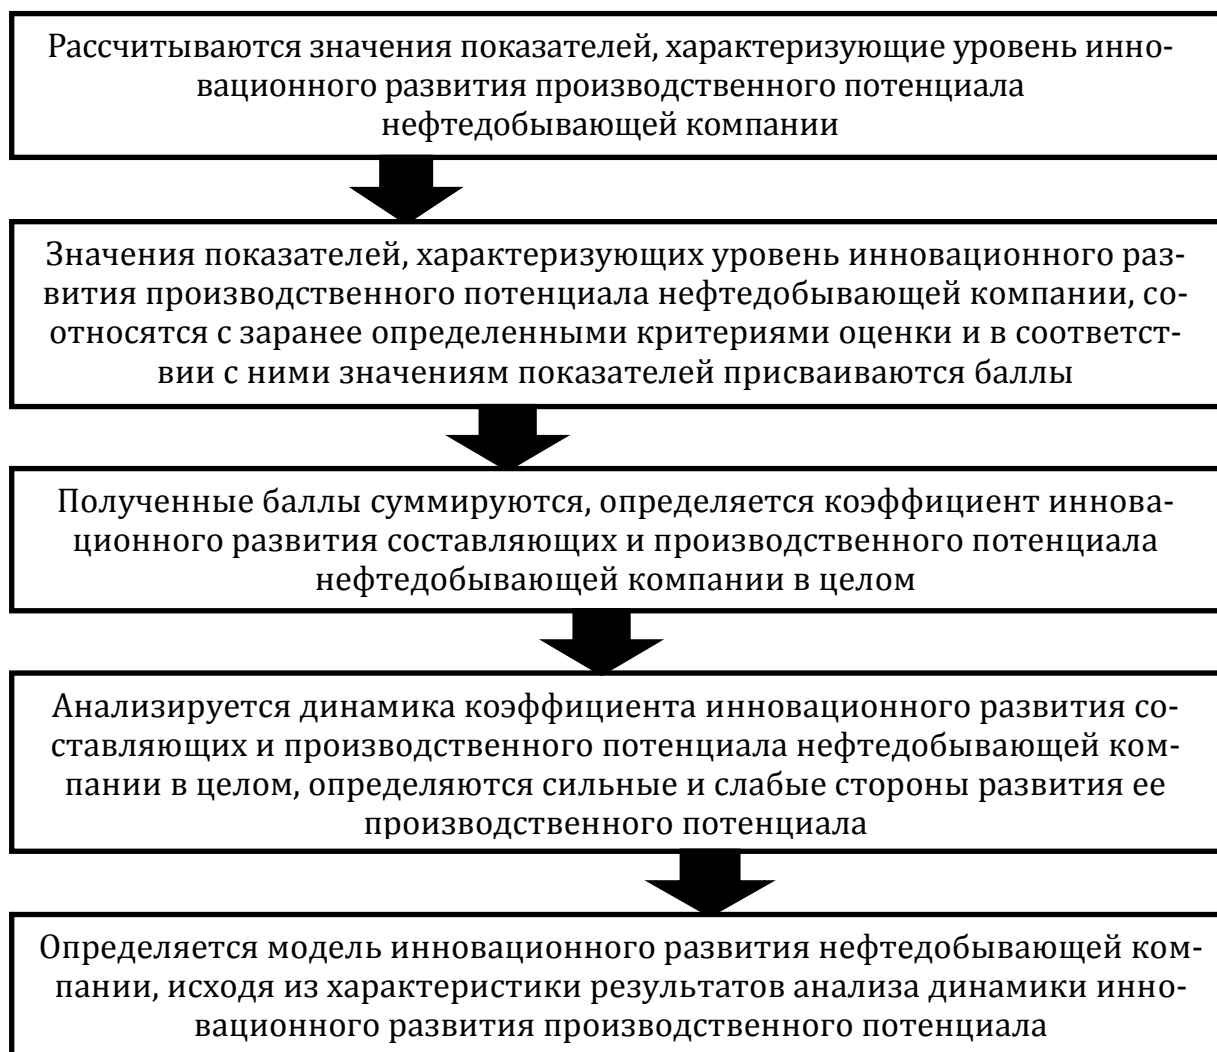 Рассчитываются значения показателей, характеризующие уровень инно-
вационного развития производственного потенциала
нефтедобывающей компании
Значения показателей, характеризующих уровень инновационного раз-
вития производственного потенциала нефтедобывающей компании, со-
относятся с заранее определенными критериями оценки и в соответст-
вии с ними значениям показателей присваиваются баллы
Полученные баллы суммируются, определяется коэффициент иннова-
ционного развития составляющих и производственного потенциала
нефтедобывающей компании в целом
Анализируется динамика коэффициента инновационного развития со-
ставляющих и производственного потенциала нефтедобывающей ком-
пании в целом, определяются сильные и слабые стороны развития ее
производственного потенциала
Определяется модель инновационного развития нефтедобывающей ком-
пании, исходя из характеристики результатов анализа динамики инно-
вационного развития производственного потенциала